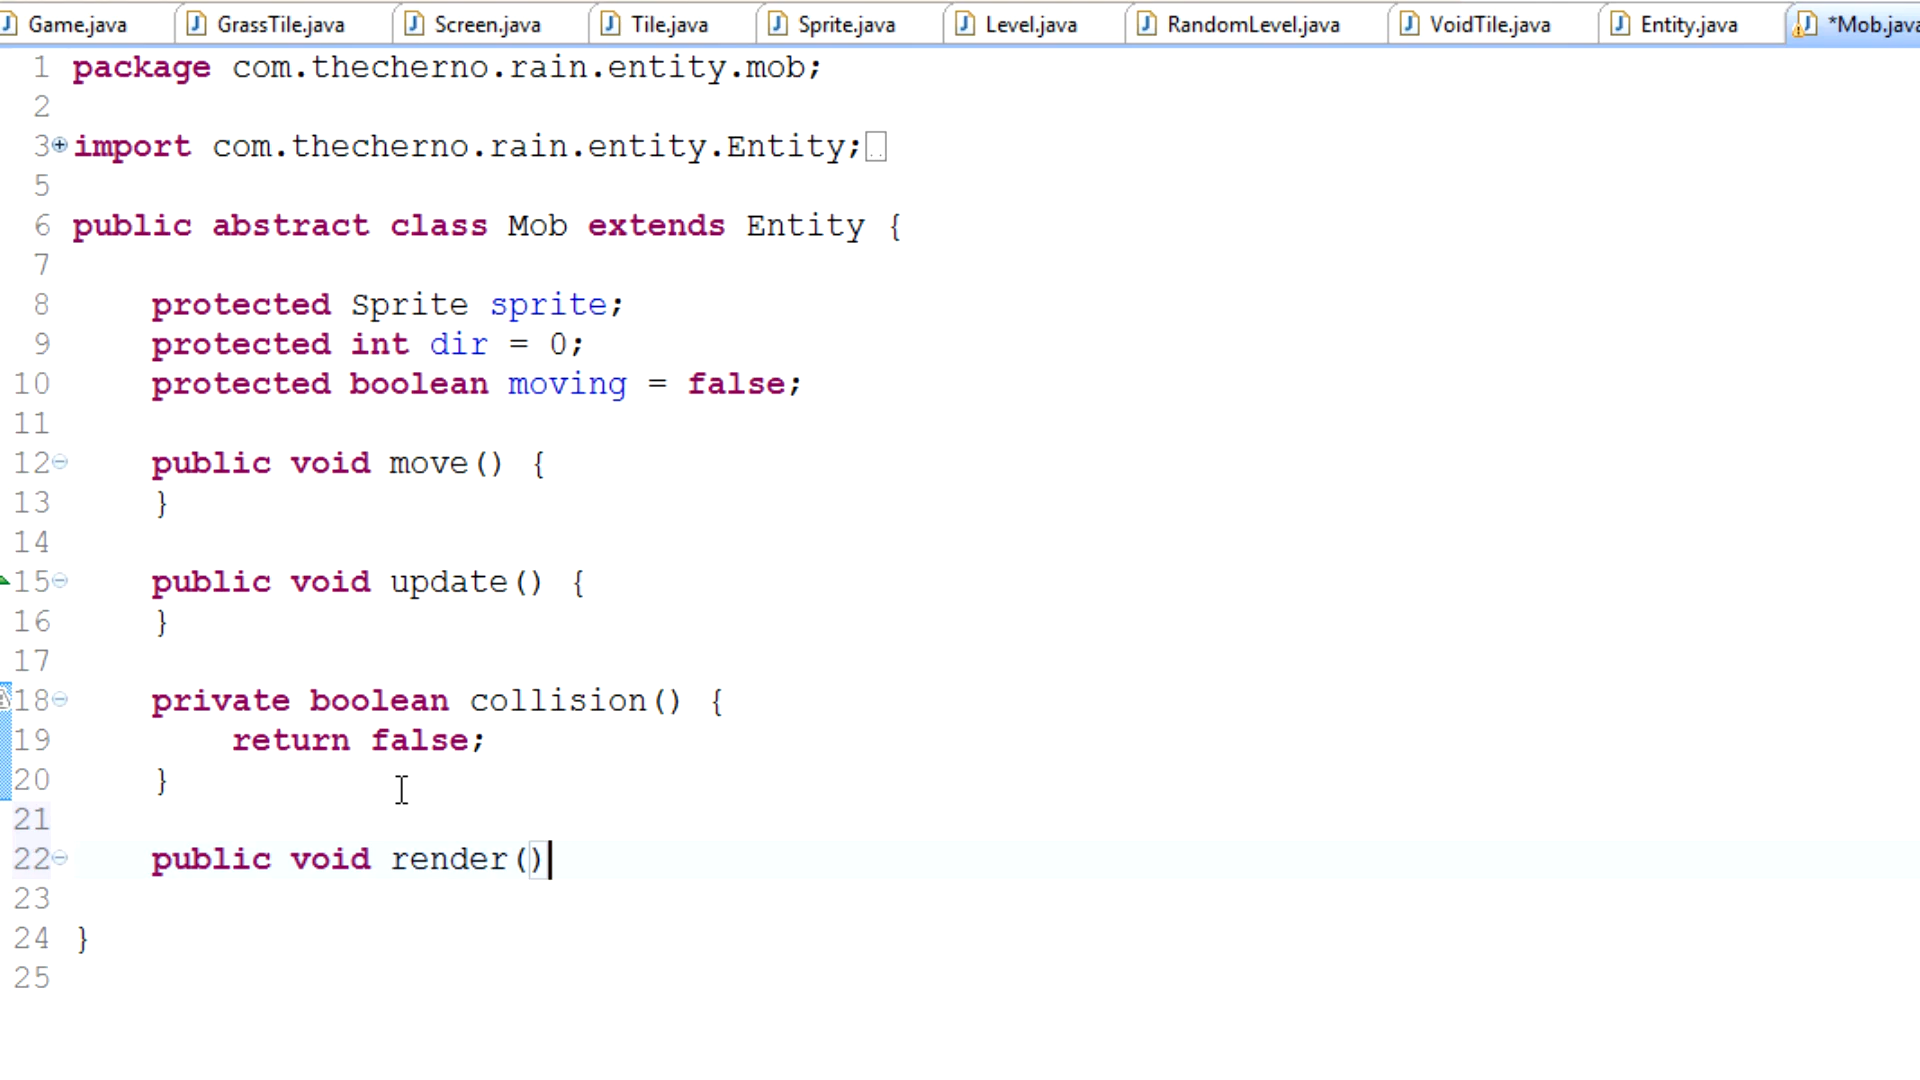 Game.java GrassTile.java Screen.java Tile.java Sprite.java Level.java RandomLevel.java VoidTile.java Entity.java *Mob.java
1 package com.thecherno.rain.entity.mob;
2
3 import com.thecherno.rain.entity.Entity;
5
6 public abstract class Mob extends Entity {
7
8 protected Sprite sprite;
9 protected int dir = 0;
10 protected boolean moving = false;
11
12 public void move() {
13 }
14
15 public void update() {
16 }
17
18 private boolean collision() {
19 return false;
20 }
21
22 public void render()
23
24 }
25